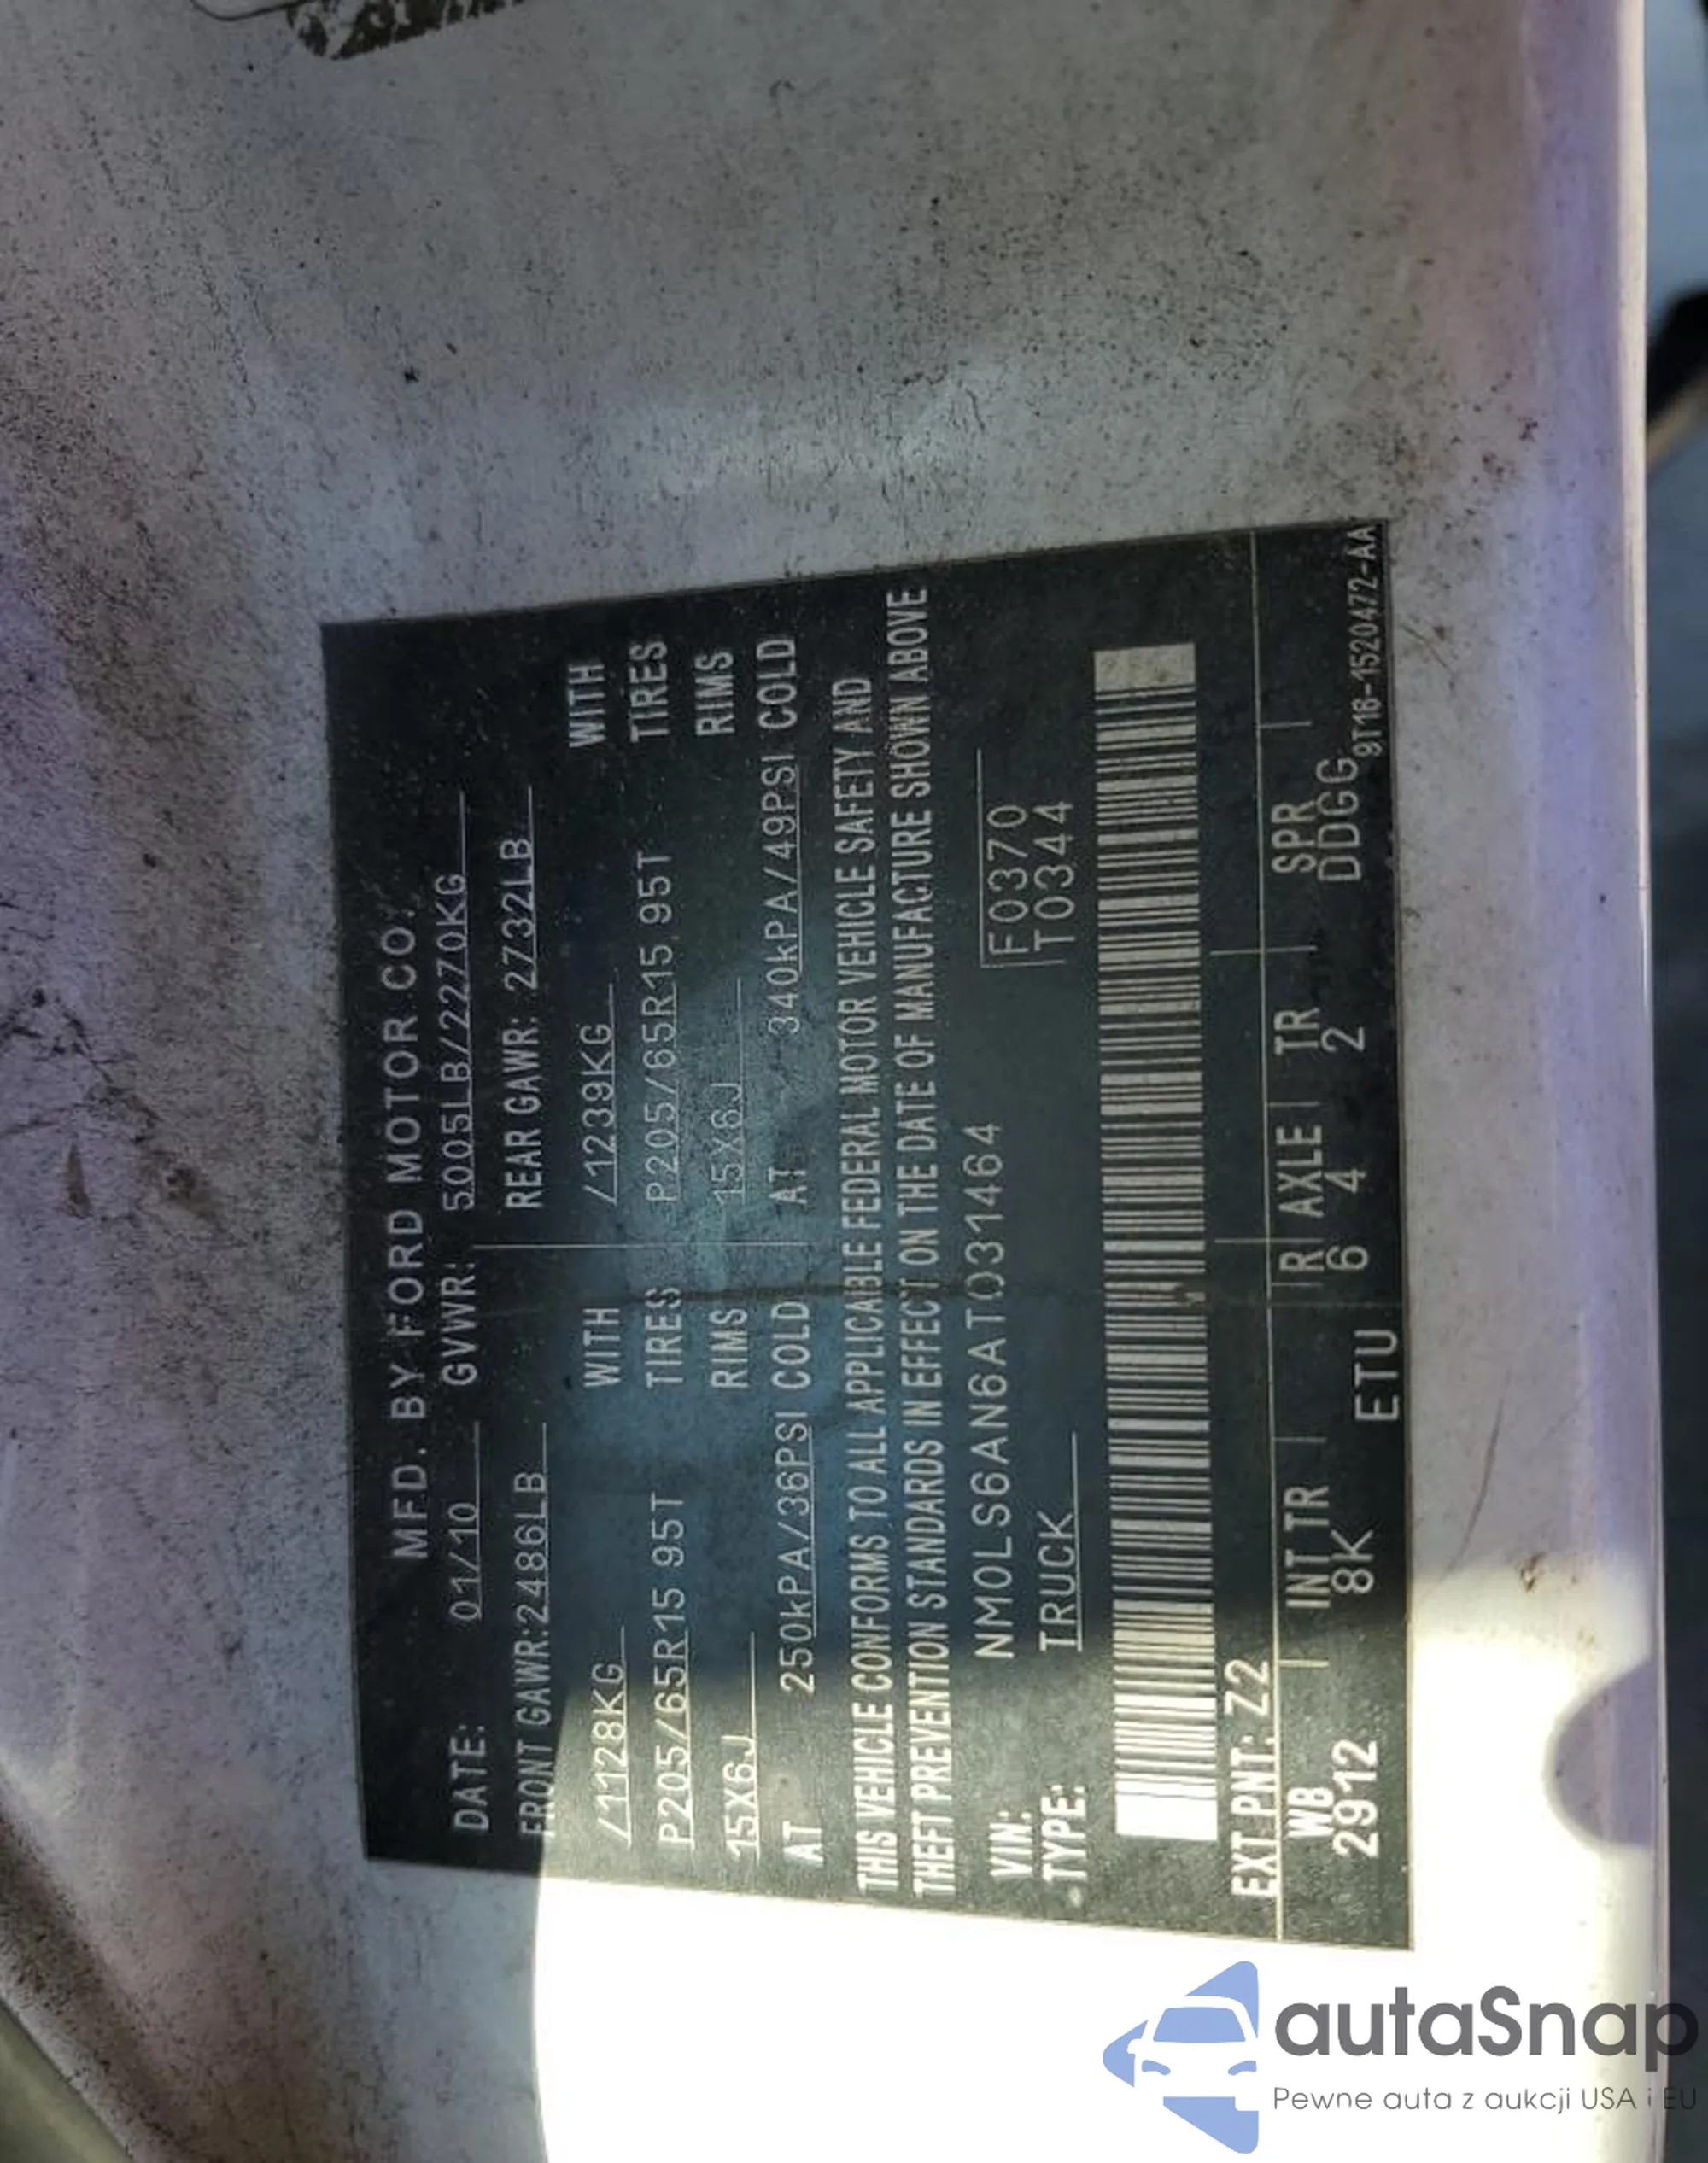 MFD. BY FORD MOTOR CO.
DATE: 01/10 GVWR: 5005LB/2270KG
FRONT GAWR:2486LB REAR GAWR: 2732LB
/1128KG WITH /1239KG WITH
P205/65R15 95T TIRES P205/65R15 95T TIRES
15X6J RIMS 15X6J RIMS
AT 250kPA/36PSI COLD AT 340kPA/49PSI COLD
THIS VEHICLE CONFORMS TO ALL APPLICABLE FEDERAL MOTOR VEHICLE SAFETY AND
THEFT PREVENTION STANDARDS IN EFFECT ON THE DATE OF MANUFACTURE SHOWN ABOVE
VIN: NM0LS6AN6AT031464 F0370
TYPE: TRUCK T0344
EXT PNT: Z2
WB INT TR R AXLE TR SPR
2912 8K 6 4 2 DDGG
ETU
9T16-1520472-AA
autaSnap
Pewne auta z aukcji USA i EU